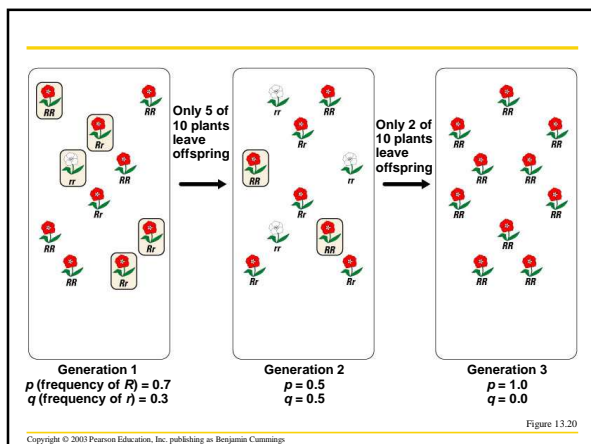 RR
RR
Rr
rr
RR
Rr
RR
Rr
RR
Rr
Only 5 of
10 plants
leave
offspring
rr
RR
Rr
RR
rr
Rr
rr
RR
Rr
Rr
Only 2 of
10 plants
leave
offspring
RR
RR
RR
RR
RR
RR
RR
RR
RR
RR
Generation 1
p (frequency of R) = 0.7
q (frequency of r) = 0.3
Generation 2
p = 0.5
q = 0.5
Generation 3
p = 1.0
q = 0.0
Figure 13.20
Copyright © 2003 Pearson Education, Inc. publishing as Benjamin Cummings